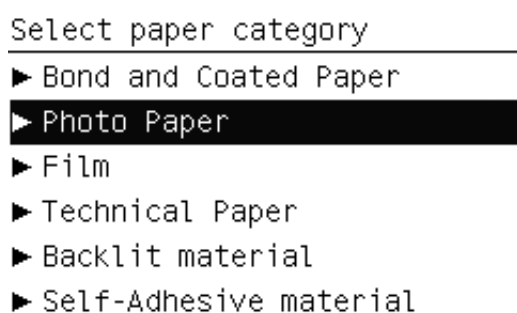 Select paper category
▶ Bond and Coated Paper
▶ Photo Paper
▶ Film
▶ Technical Paper
▶ Backlit material
▶ Self-Adhesive material